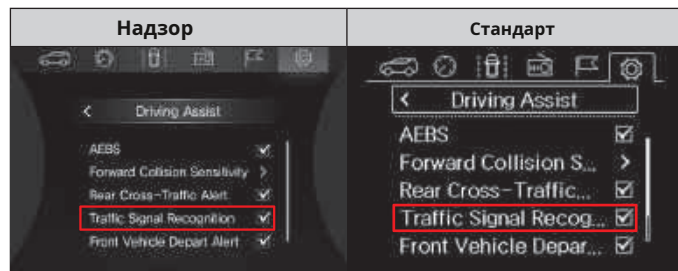 Надзор
Стандарт
< Driving Assist
AEBS
Forward Collision Sensitivity >
Rear Cross-Traffic Alert
Traffic Signal Recognition
Front Vehicle Depart Alert
< Driving Assist
AEBS
Forward Collision S... >
Rear Cross-Traffic...
Traffic Signal Recog...
Front Vehicle Depar...